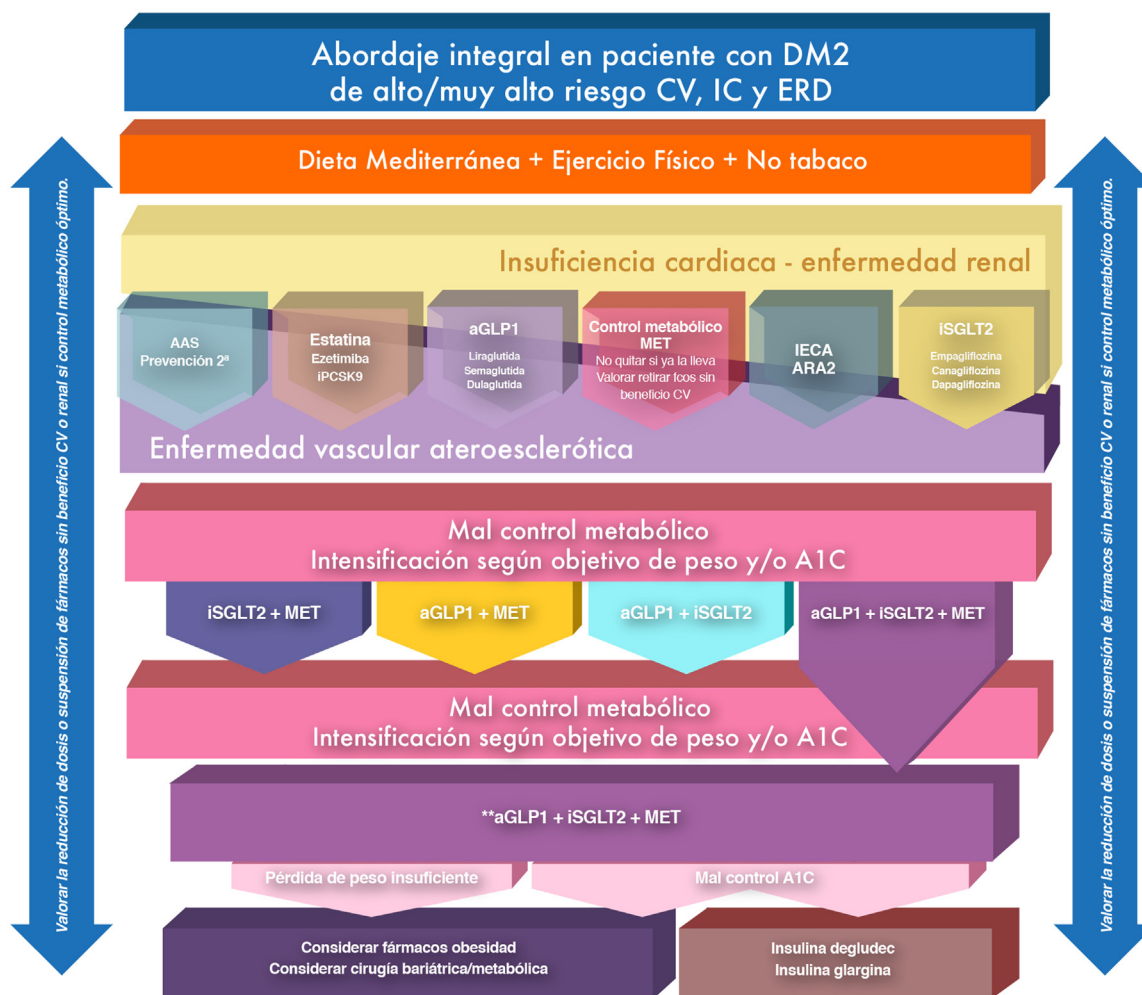 Abordaje integral en paciente con DM2
de alto/muy alto riesgo CV, IC y ERD
Dieta Mediterránea + Ejercicio Físico + No tabaco
Valorar la reducción de dosis o suspensión de fármacos sin beneficio CV o renal si control metabólico óptimo.
Valorar la reducción de dosis o suspensión de fármacos sin beneficio CV o renal si control metabólico óptimo.
Insuficiencia cardiaca - enfermedad renal
AAS
Prevención 2ª
Estatina
Ezetimiba
iPCSK9
aGLP1
Liraglutida
Semaglutida
Dulaglutida
Control metabólico
MET
No quitar si ya la lleva
Valorar retirar fcos sin
beneficio CV
IECA
ARA2
iSGLT2
Empagliflozina
Canagliflozina
Dapagliflozina
Enfermedad vascular ateroesclerótica
Mal control metabólico
Intensificación según objetivo de peso y/o A1C
iSGLT2 + MET
aGLP1 + MET
aGLP1 + iSGLT2
aGLP1 + iSGLT2 + MET
Mal control metabólico
Intensificación según objetivo de peso y/o A1C
**aGLP1 + iSGLT2 + MET
Pérdida de peso insuficiente
Mal control A1C
Considerar fármacos obesidad
Considerar cirugía bariátrica/metabólica
Insulina degludec
Insulina glargina